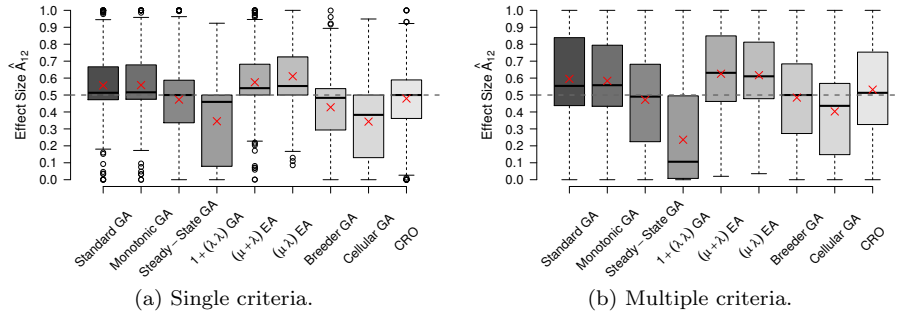 Effect Size Â12
1.0
0.9
0.8
0.7
0.6
0.5
0.4
0.3
0.2
0.1
0.0
Standard GA
Monotonic GA
Steady−State GA
1+(λ, λ) GA
(μ+λ) EA
(μ λ) EA
Breeder GA
Cellular GA
CRO
(a) Single criteria.
Effect Size Â12
1.0
0.9
0.8
0.7
0.6
0.5
0.4
0.3
0.2
0.1
0.0
Standard GA
Monotonic GA
Steady−State GA
1+(λ, λ) GA
(μ+λ) EA
(μ λ) EA
Breeder GA
Cellular GA
CRO
(b) Multiple criteria.